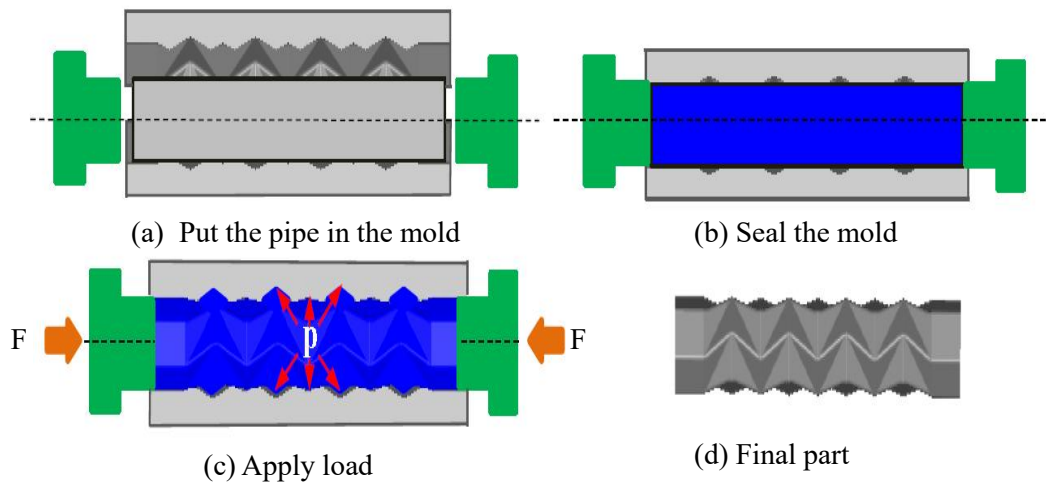 (a) Put the pipe in the mold
(b) Seal the mold
F
p
F
(c) Apply load
(d) Final part